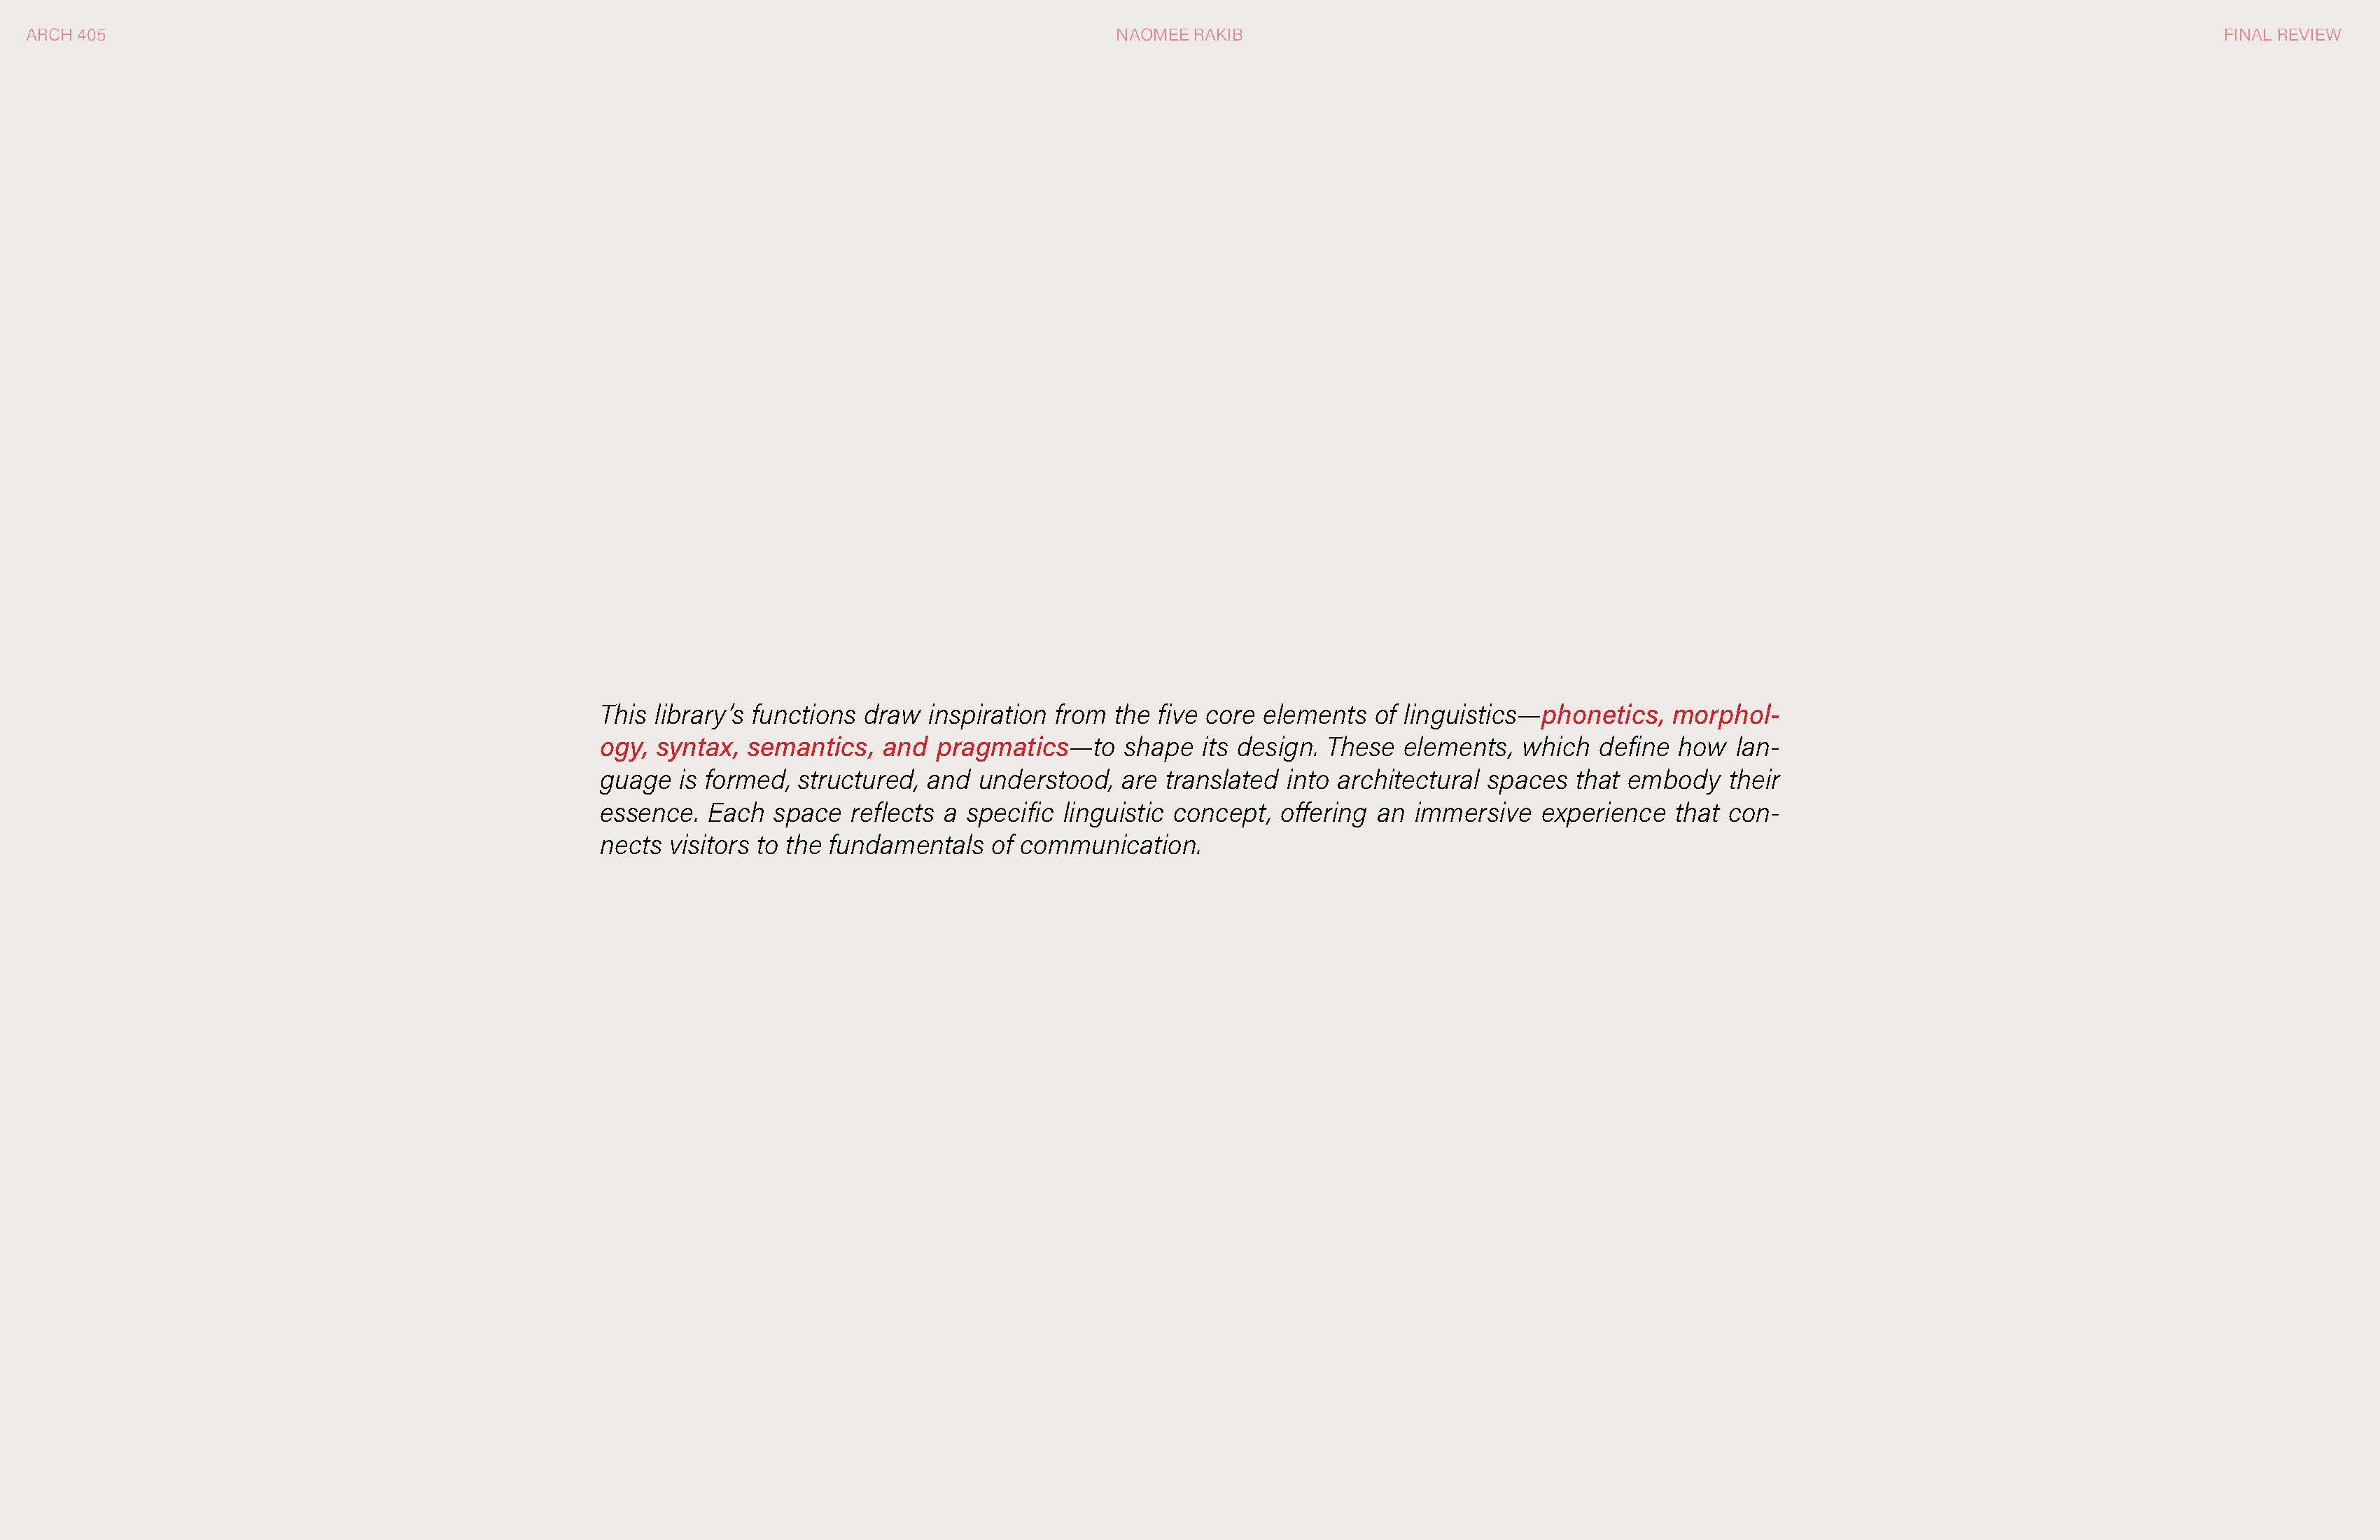 ARCH 405
NAOMEE RAKIB
FINAL REVIEW
This library’s functions draw inspiration from the five core elements of linguistics—phonetics, morphol-
ogy, syntax, semantics, and pragmatics—to shape its design. These elements, which define how lan-
guage is formed, structured, and understood, are translated into architectural spaces that embody their
essence. Each space reflects a specific linguistic concept, offering an immersive experience that con-
nects visitors to the fundamentals of communication.